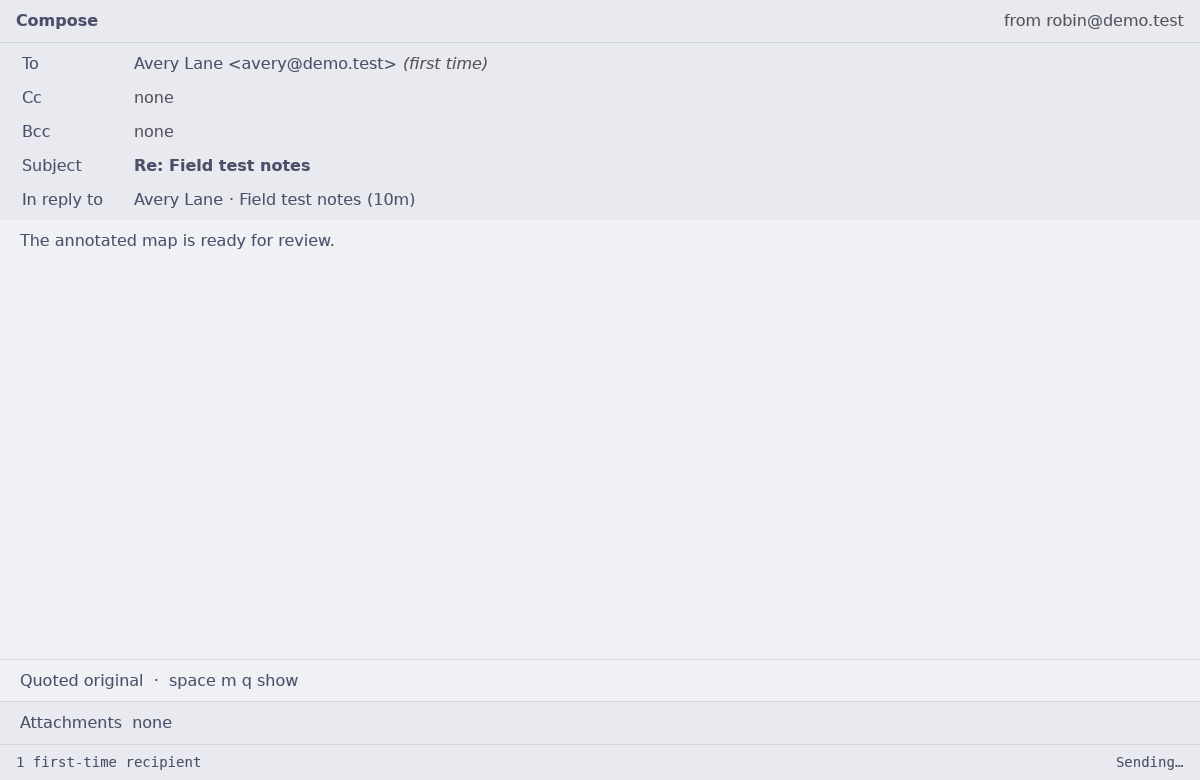 Compose from robin@demo.test
To Avery Lane <avery@demo.test> (first time)
Cc none
Bcc none
Subject Re: Field test notes
In reply to Avery Lane · Field test notes (10m)
The annotated map is ready for review.
Quoted original · space m q show
Attachments none
1 first-time recipient Sending…